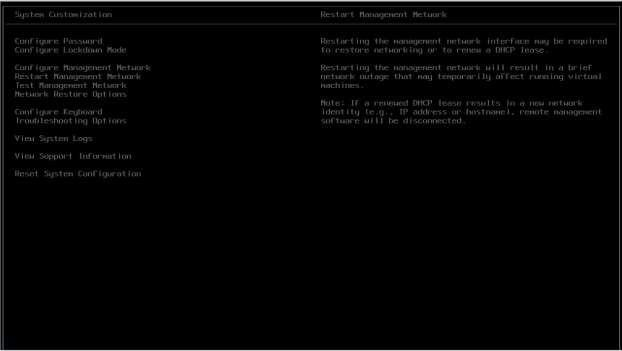 System Customization
Restart Management Network
Configure Password
Configure Lockdown Mode
Configure Management Network
Restart Management Network
Test Management Network
Network Restore Options
Configure Keyboard
Troubleshooting Options
View System Logs
View Support Information
Reset System Configuration
Restarting the management network interface may be required
to restore networking or to renew a DHCP lease.
Restarting the management network will result in a brief
network outage that may temporarily affect running virtual
machines.
Note: If a renewed DHCP lease results in a new network
identity (e.g., IP address or hostname), remote management
software will be disconnected.